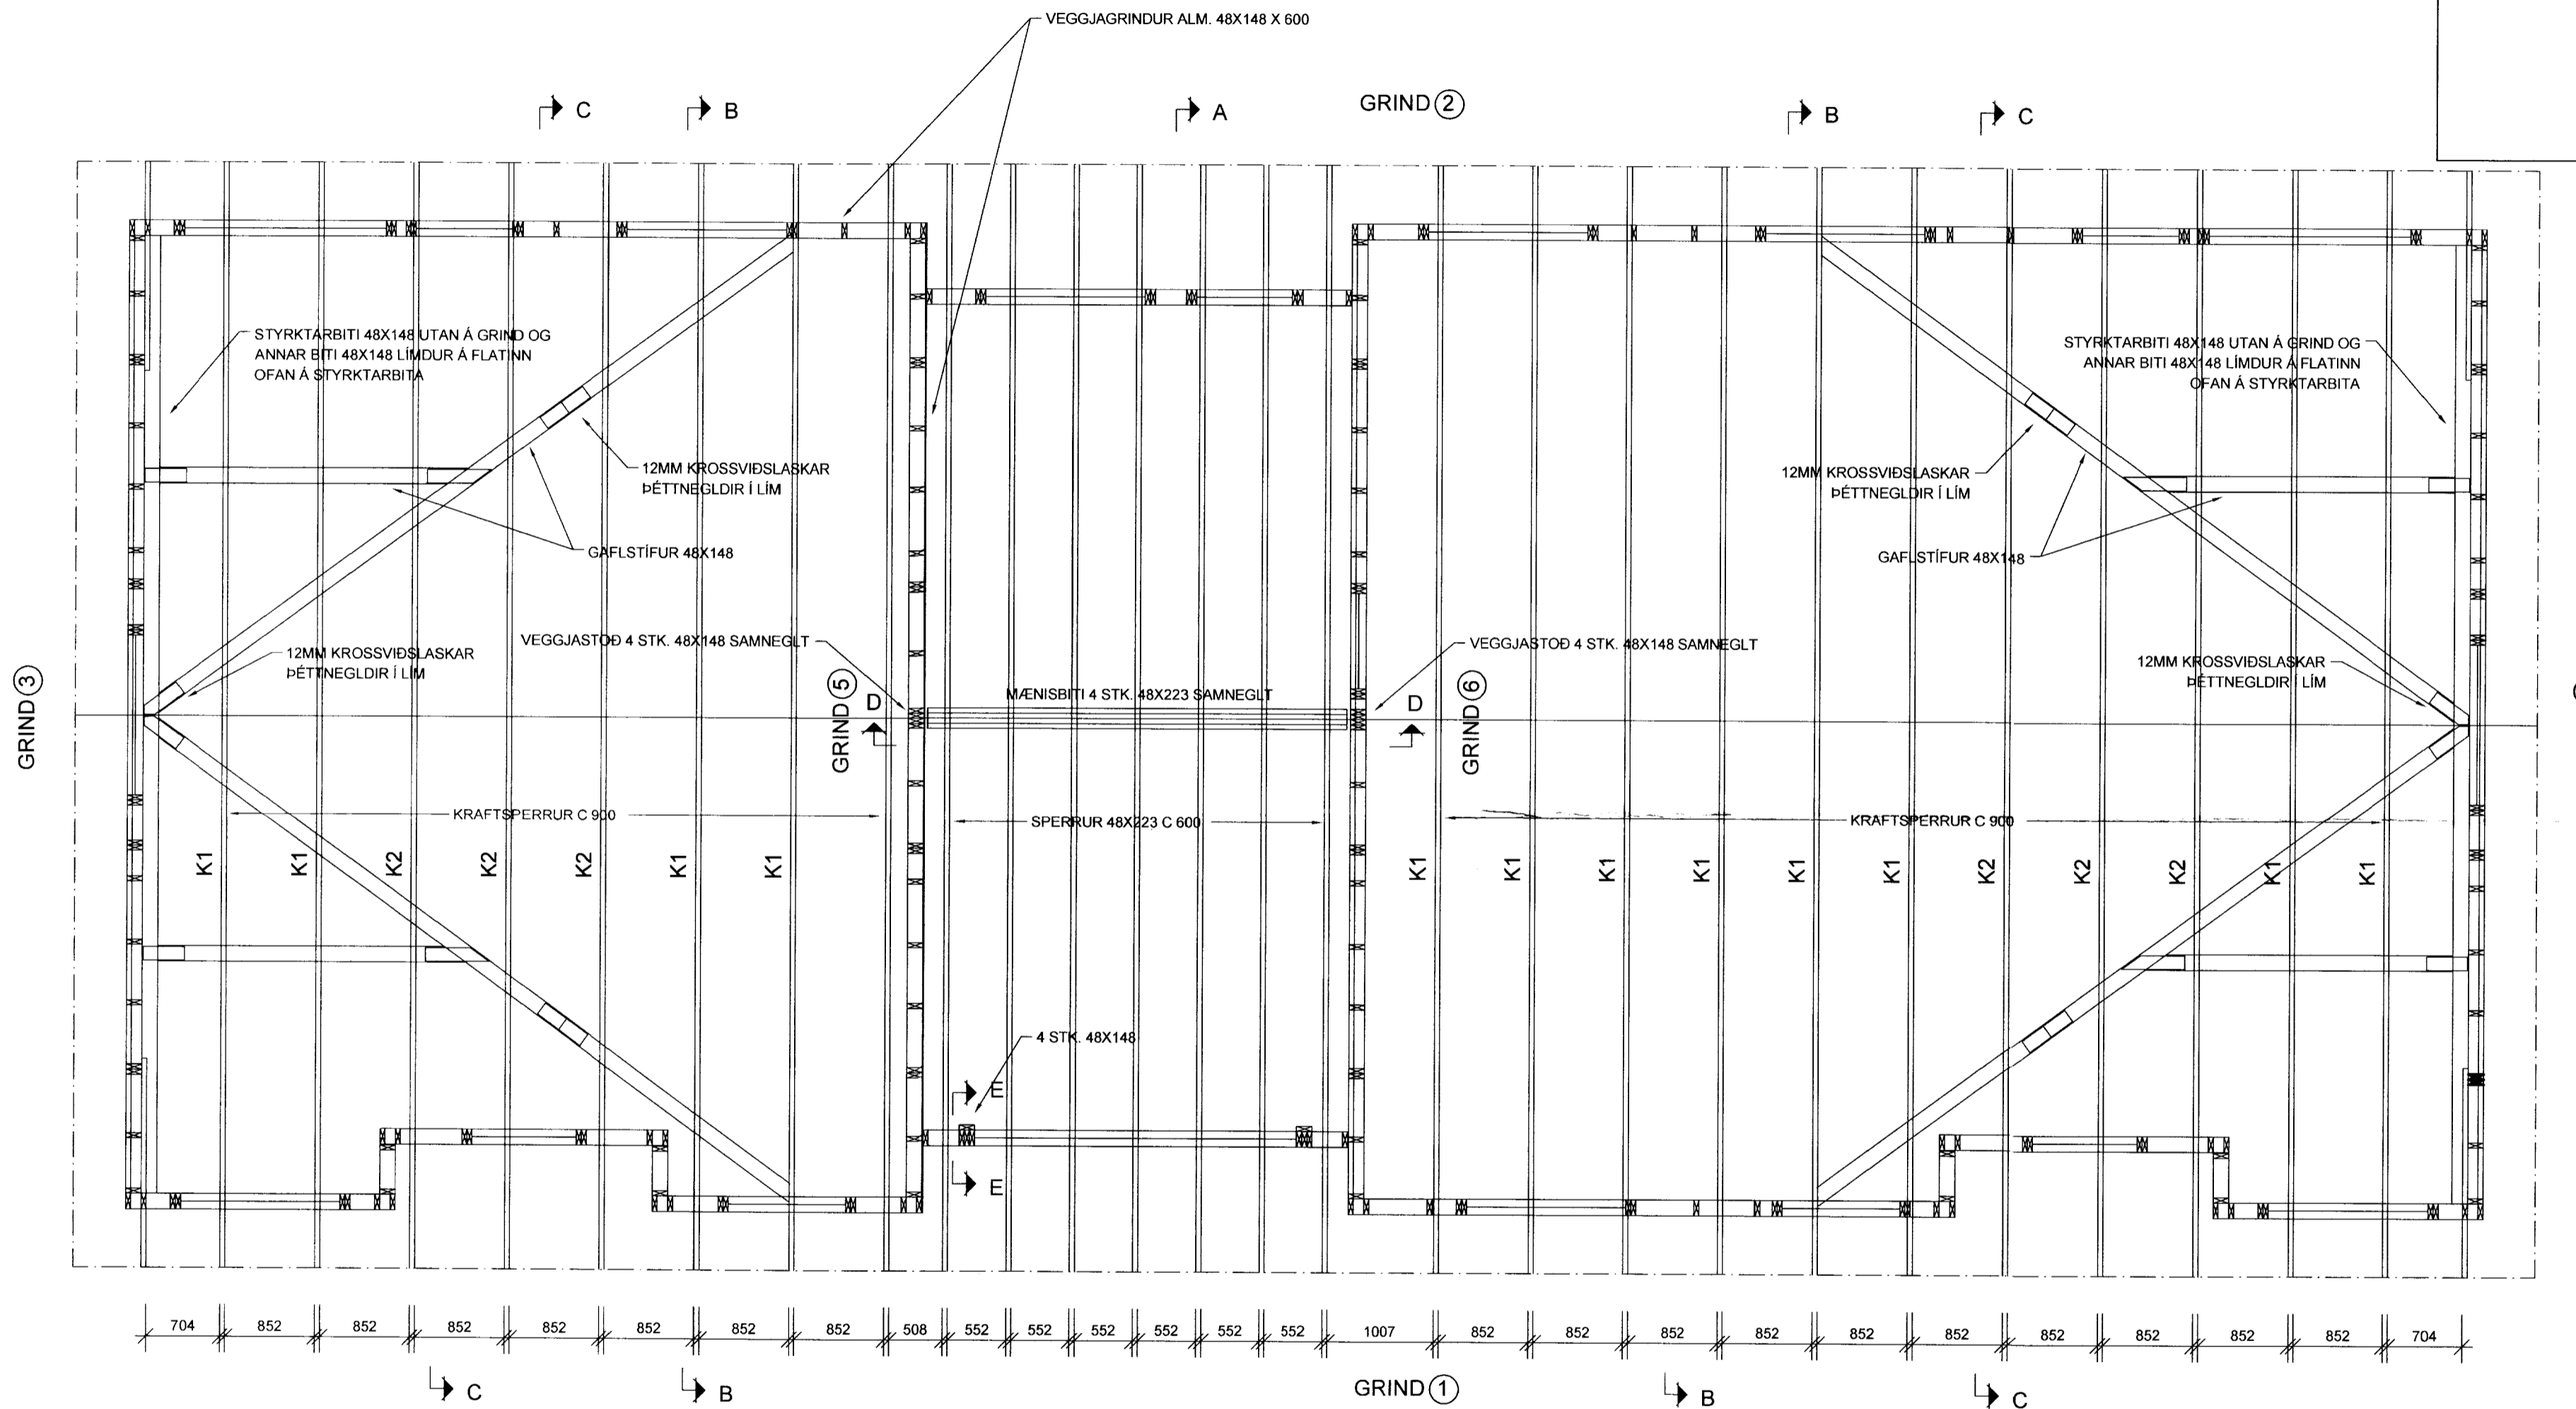 VEGGJAGRINDUR ALM. 48X148 X 600
C
B
A
GRIND 2
B
C
STYRKTARBITI 48X148 UTAN Á GRIND OG
ANNAR BITI 48X148 LÍMDUR Á FLATINN
OFAN Á STYRKTARBITA
STYRKTARBITI 48X148 UTAN Á GRIND OG
ANNAR BITI 48X148 LÍMDUR Á FLATINN
OFAN Á STYRKTARBITA
12MM KROSSVIÐSLASKAR
ÞÉTTNEGLDIR Í LÍM
12MM KROSSVIÐSLASKAR
ÞÉTTNEGLDIR Í LÍM
GAFLSTÍFUR 48X148
GAFLSTÍFUR 48X148
VEGGJASTOÐ 4 STK. 48X148 SAMNEGLT
VEGGJASTOÐ 4 STK. 48X148 SAMNEGLT
12MM KROSSVIÐSLASKAR
ÞÉTTNEGLDIR Í LÍM
12MM KROSSVIÐSLASKAR
ÞÉTTNEGLDIR Í LÍM
GRIND 3
GRIND 5
D
MÆNISBITI 4 STK. 48X223 SAMNEGLT
D
GRIND 6
KRAFTSPERRUR C 900
SPERRUR 48X223 C 600
KRAFTSPERRUR C 900
K1
K1
K2
K2
K2
K1
K1
K1
K1
K1
K1
K1
K1
K2
K2
K2
K1
K1
4 STK. 48X148
E
E
704
852
852
852
852
852
852
852
508
552
552
552
552
552
552
1007
852
852
852
852
852
852
852
852
852
852
704
C
B
GRIND 1
B
C